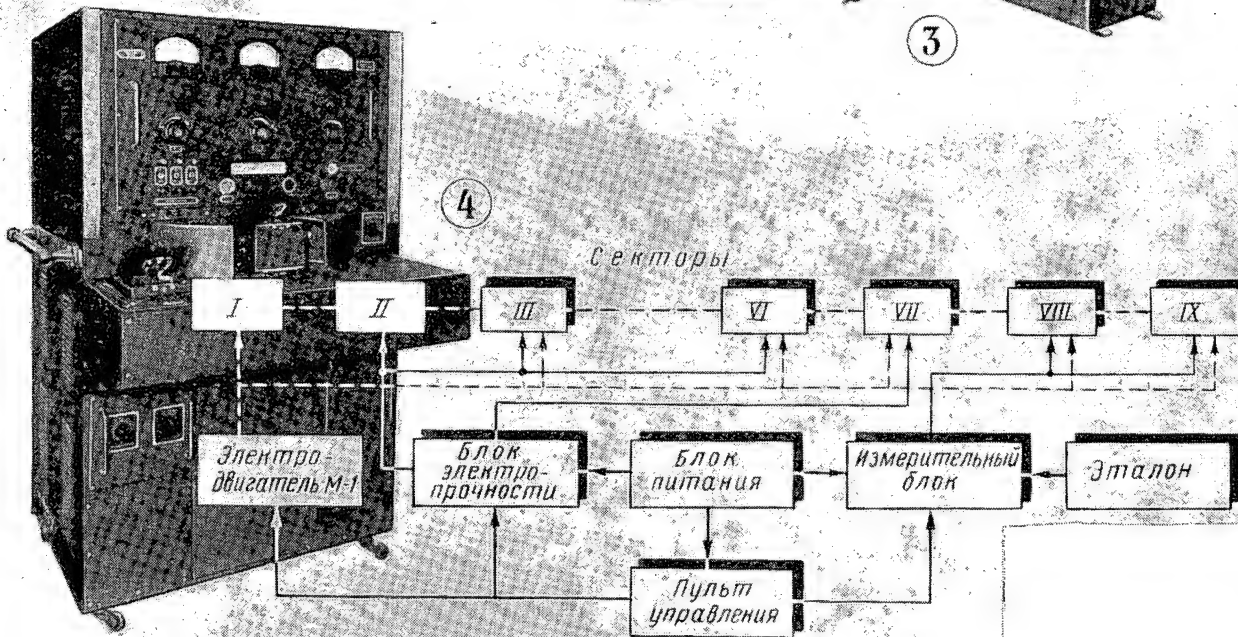 3
4
Секторы
I
II
III
VI
VII
VIII
IX
Электро-
двигатель М-1
Блок
электро-
прочности
Блок
питания
Измерительный
блок
Эталон
Пульт
управления